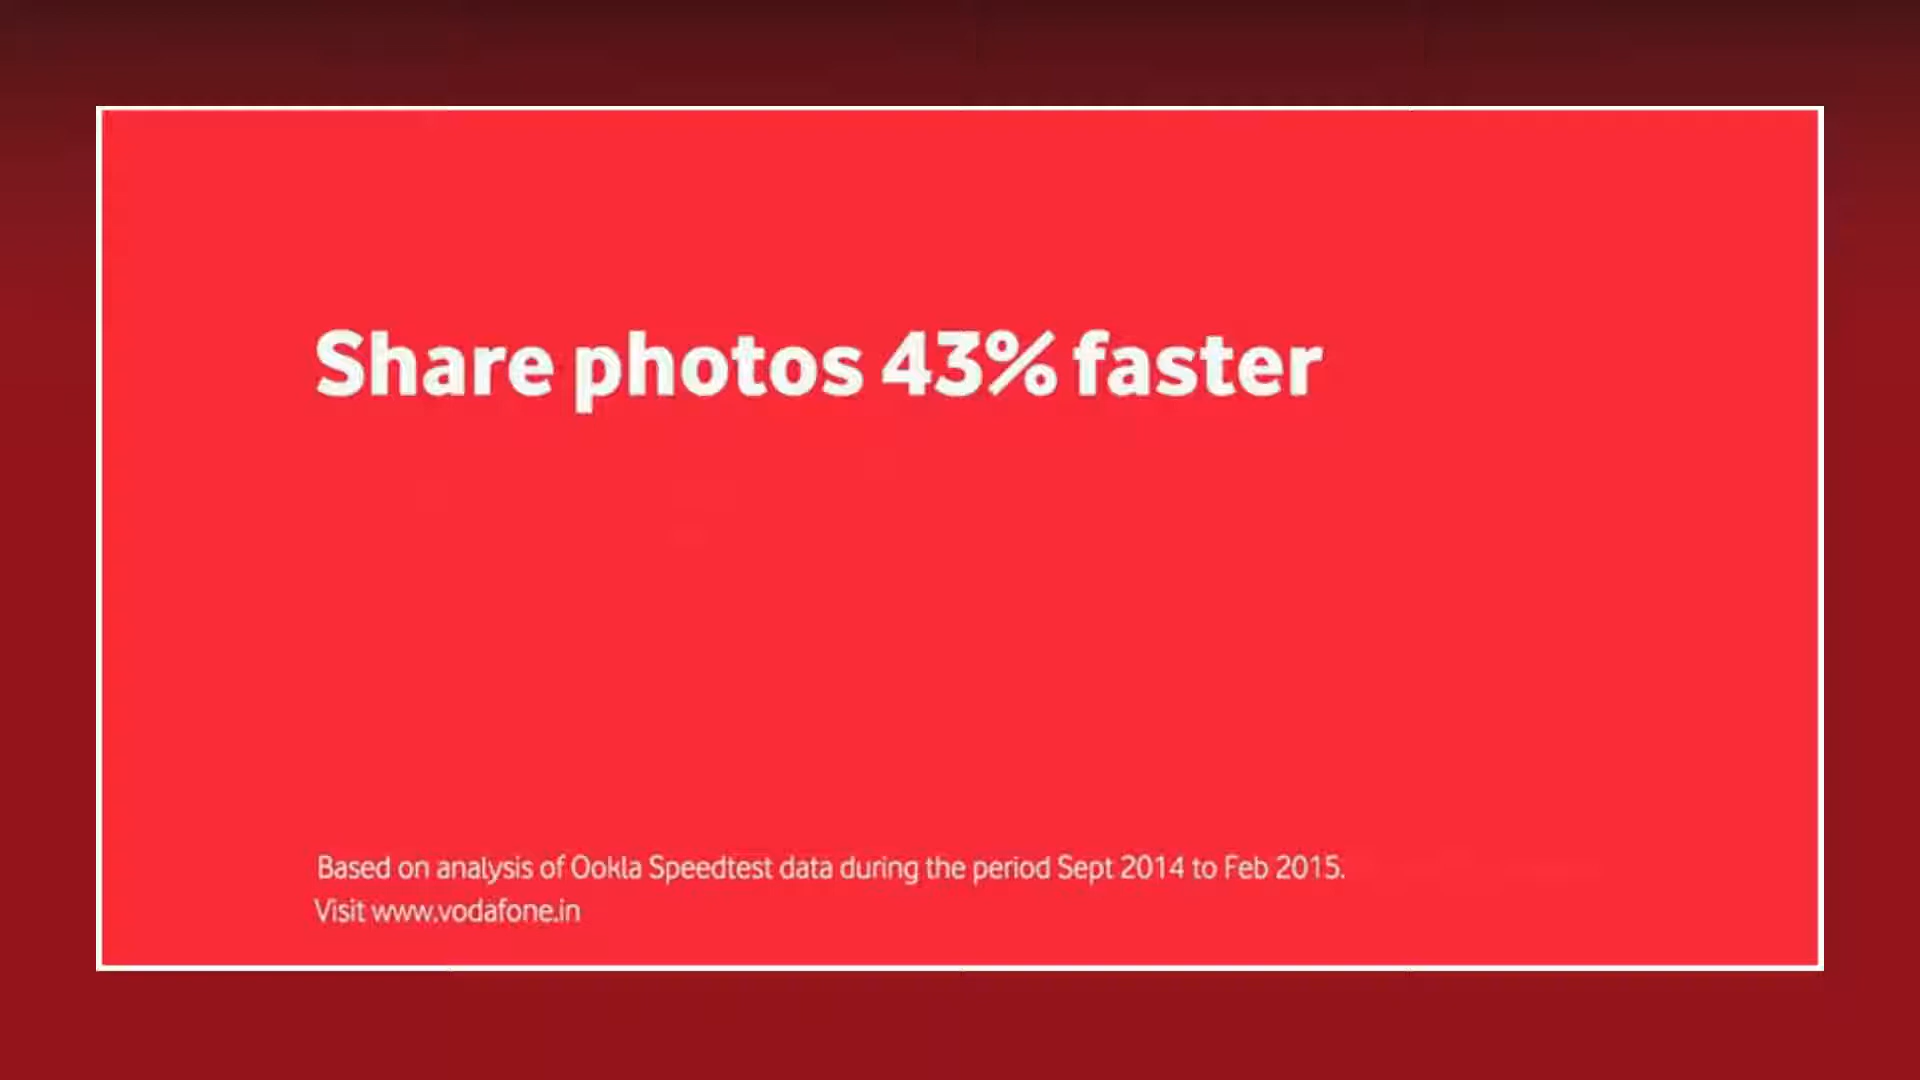 Share photos 43% faster
Based on analysis of Ookla Speedtest data during the period Sept 2014 to Feb 2015.
Visit www.vodafone.in